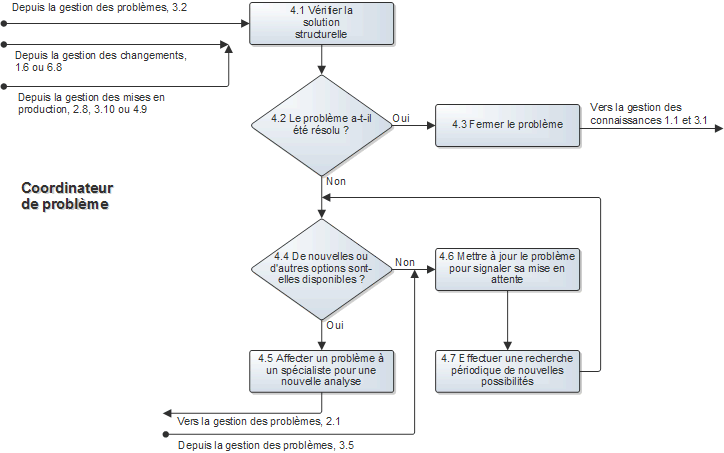 Depuis la gestion des problèmes, 3.2
4.1 Vérifier la
solution
structurelle
Depuis la gestion des changements,
1.6 ou 6.8
Depuis la gestion des mises en
production, 2.8, 3.10 ou 4.9
4.2 Le problème a-t-il
été résolu ?
Oui
4.3 Fermer le problème
Vers la gestion des
connaissances 1.1 et 3.1
Non
Coordinateur
de problème
4.4 De nouvelles ou
d'autres options sont-
elles disponibles ?
Non
4.6 Mettre à jour le problème
pour signaler sa mise en
attente
Oui
4.5 Affecter un problème à
un spécialiste pour une
nouvelle analyse
4.7 Effectuer une recherche
périodique de nouvelles
possibilités
Vers la gestion des problèmes, 2.1
Depuis la gestion des problèmes, 3.5